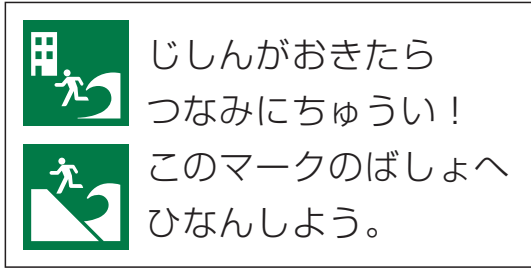 じしんがおきたら
つなみにちゅうい！
このマークのばしょへ
ひなんしよう。